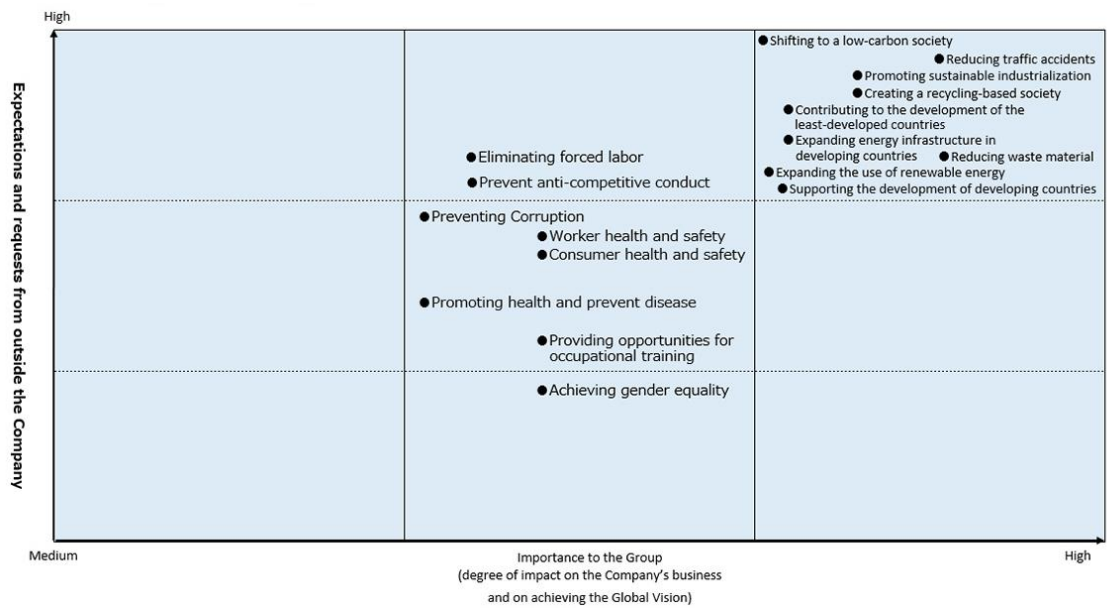 High
Expectations and requests from outside the Company
Shifting to a low-carbon society
Reducing traffic accidents
Promoting sustainable industrialization
Creating a recycling-based society
Contributing to the development of the
least-developed countries
Expanding energy infrastructure in
developing countries
Reducing waste material
Eliminating forced labor
Expanding the use of renewable energy
Prevent anti-competitive conduct
Supporting the development of developing countries
Preventing Corruption
Worker health and safety
Consumer health and safety
Promoting health and prevent disease
Providing opportunities for
occupational training
Achieving gender equality
Medium
Importance to the Group
High
(degree of impact on the Company's business
and on achieving the Global Vision)